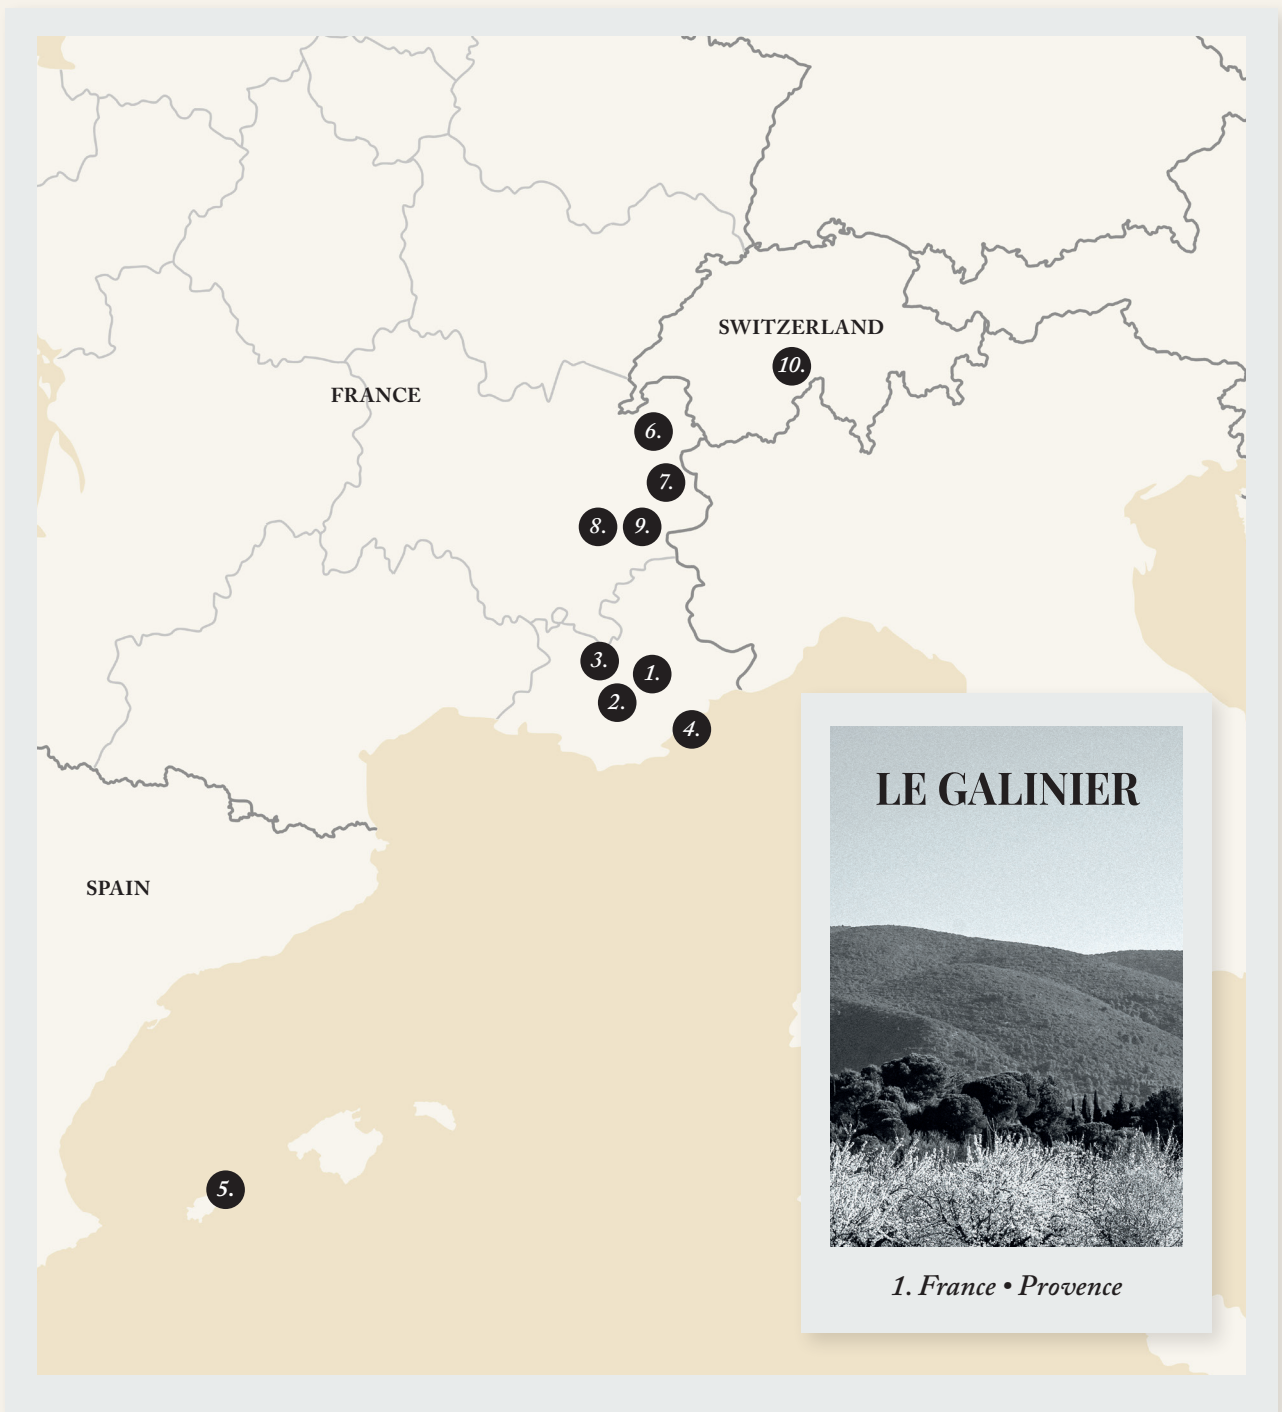 SWITZERLAND
10.
FRANCE
6.
7.
8. 9.
3. 1.
2.
4.
LE GALINIER
SPAIN
5.
1. France • Provence